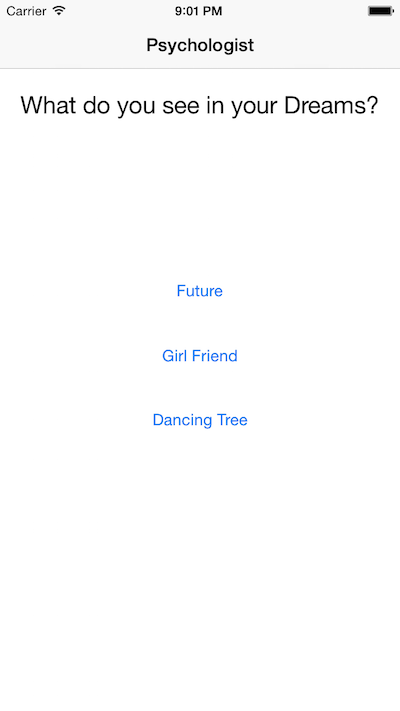 Carrier 9:01 PM
Psychologist
What do you see in your Dreams?
Future
Girl Friend
Dancing Tree